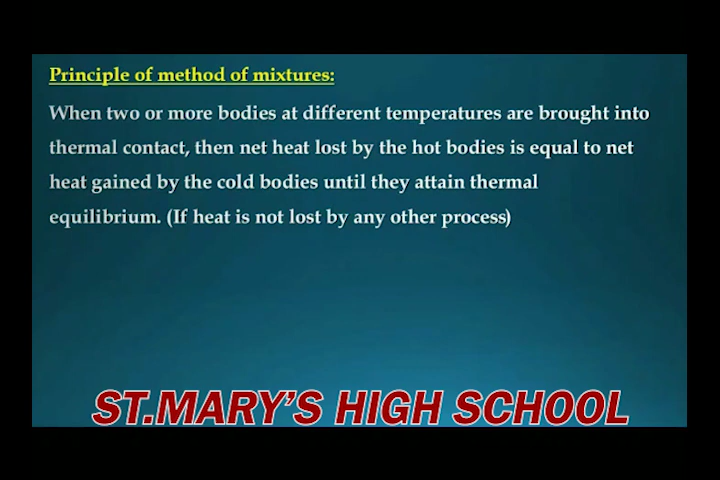 Principle of method of mixtures:
When two or more bodies at different temperatures are brought into
thermal contact, then net heat lost by the hot bodies is equal to net
heat gained by the cold bodies until they attain thermal
equilibrium. (If heat is not lost by any other process)
ST.MARY'S HIGH SCHOOL